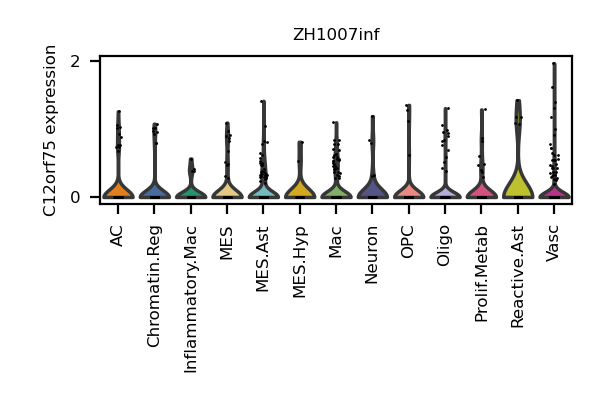 ZH1007inf
C12orf75 expression
2
0
AC
Chromatin.Reg
Inflammatory.Mac
MES
MES.Ast
MES.Hyp
Mac
Neuron
OPC
Oligo
Prolif.Metab
Reactive.Ast
Vasc